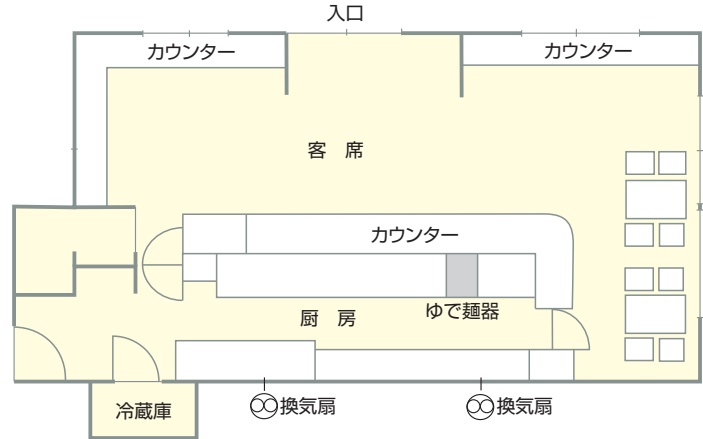 入口
カウンター
カウンター
客 席
カウンター
ゆで麺器
厨 房
冷蔵庫
換気扇
換気扇